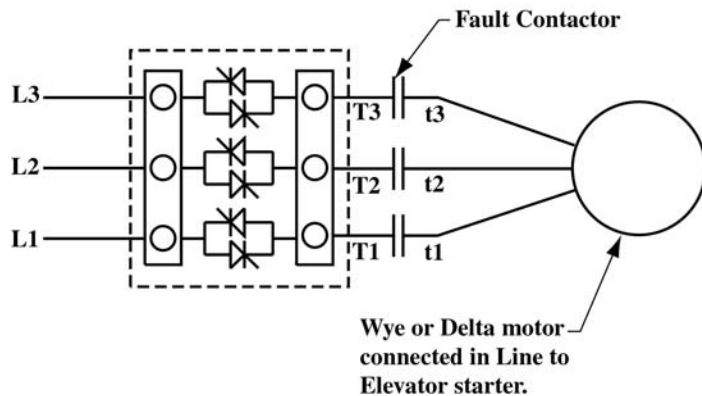 Fault Contactor
L3
T3
t3
L2
T2
t2
L1
T1
t1
Wye or Delta motor
connected in Line to
Elevator starter.